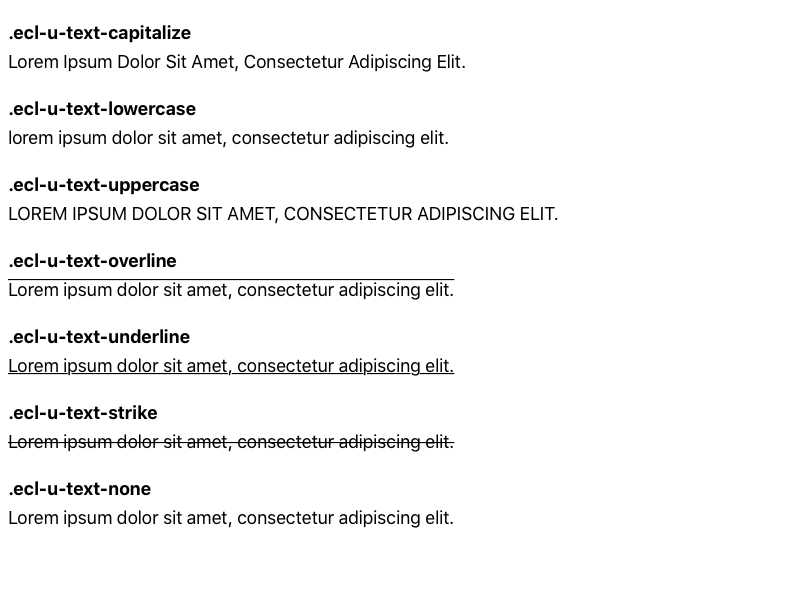 .ecl-u-text-capitalize
Lorem Ipsum Dolor Sit Amet, Consectetur Adipiscing Elit.
.ecl-u-text-lowercase
lorem ipsum dolor sit amet, consectetur adipiscing elit.
.ecl-u-text-uppercase
LOREM IPSUM DOLOR SIT AMET, CONSECTETUR ADIPISCING ELIT.
.ecl-u-text-overline
Lorem ipsum dolor sit amet, consectetur adipiscing elit.
.ecl-u-text-underline
Lorem ipsum dolor sit amet, consectetur adipiscing elit.
.ecl-u-text-strike
Lorem ipsum dolor sit amet, consectetur adipiscing elit.
.ecl-u-text-none
Lorem ipsum dolor sit amet, consectetur adipiscing elit.